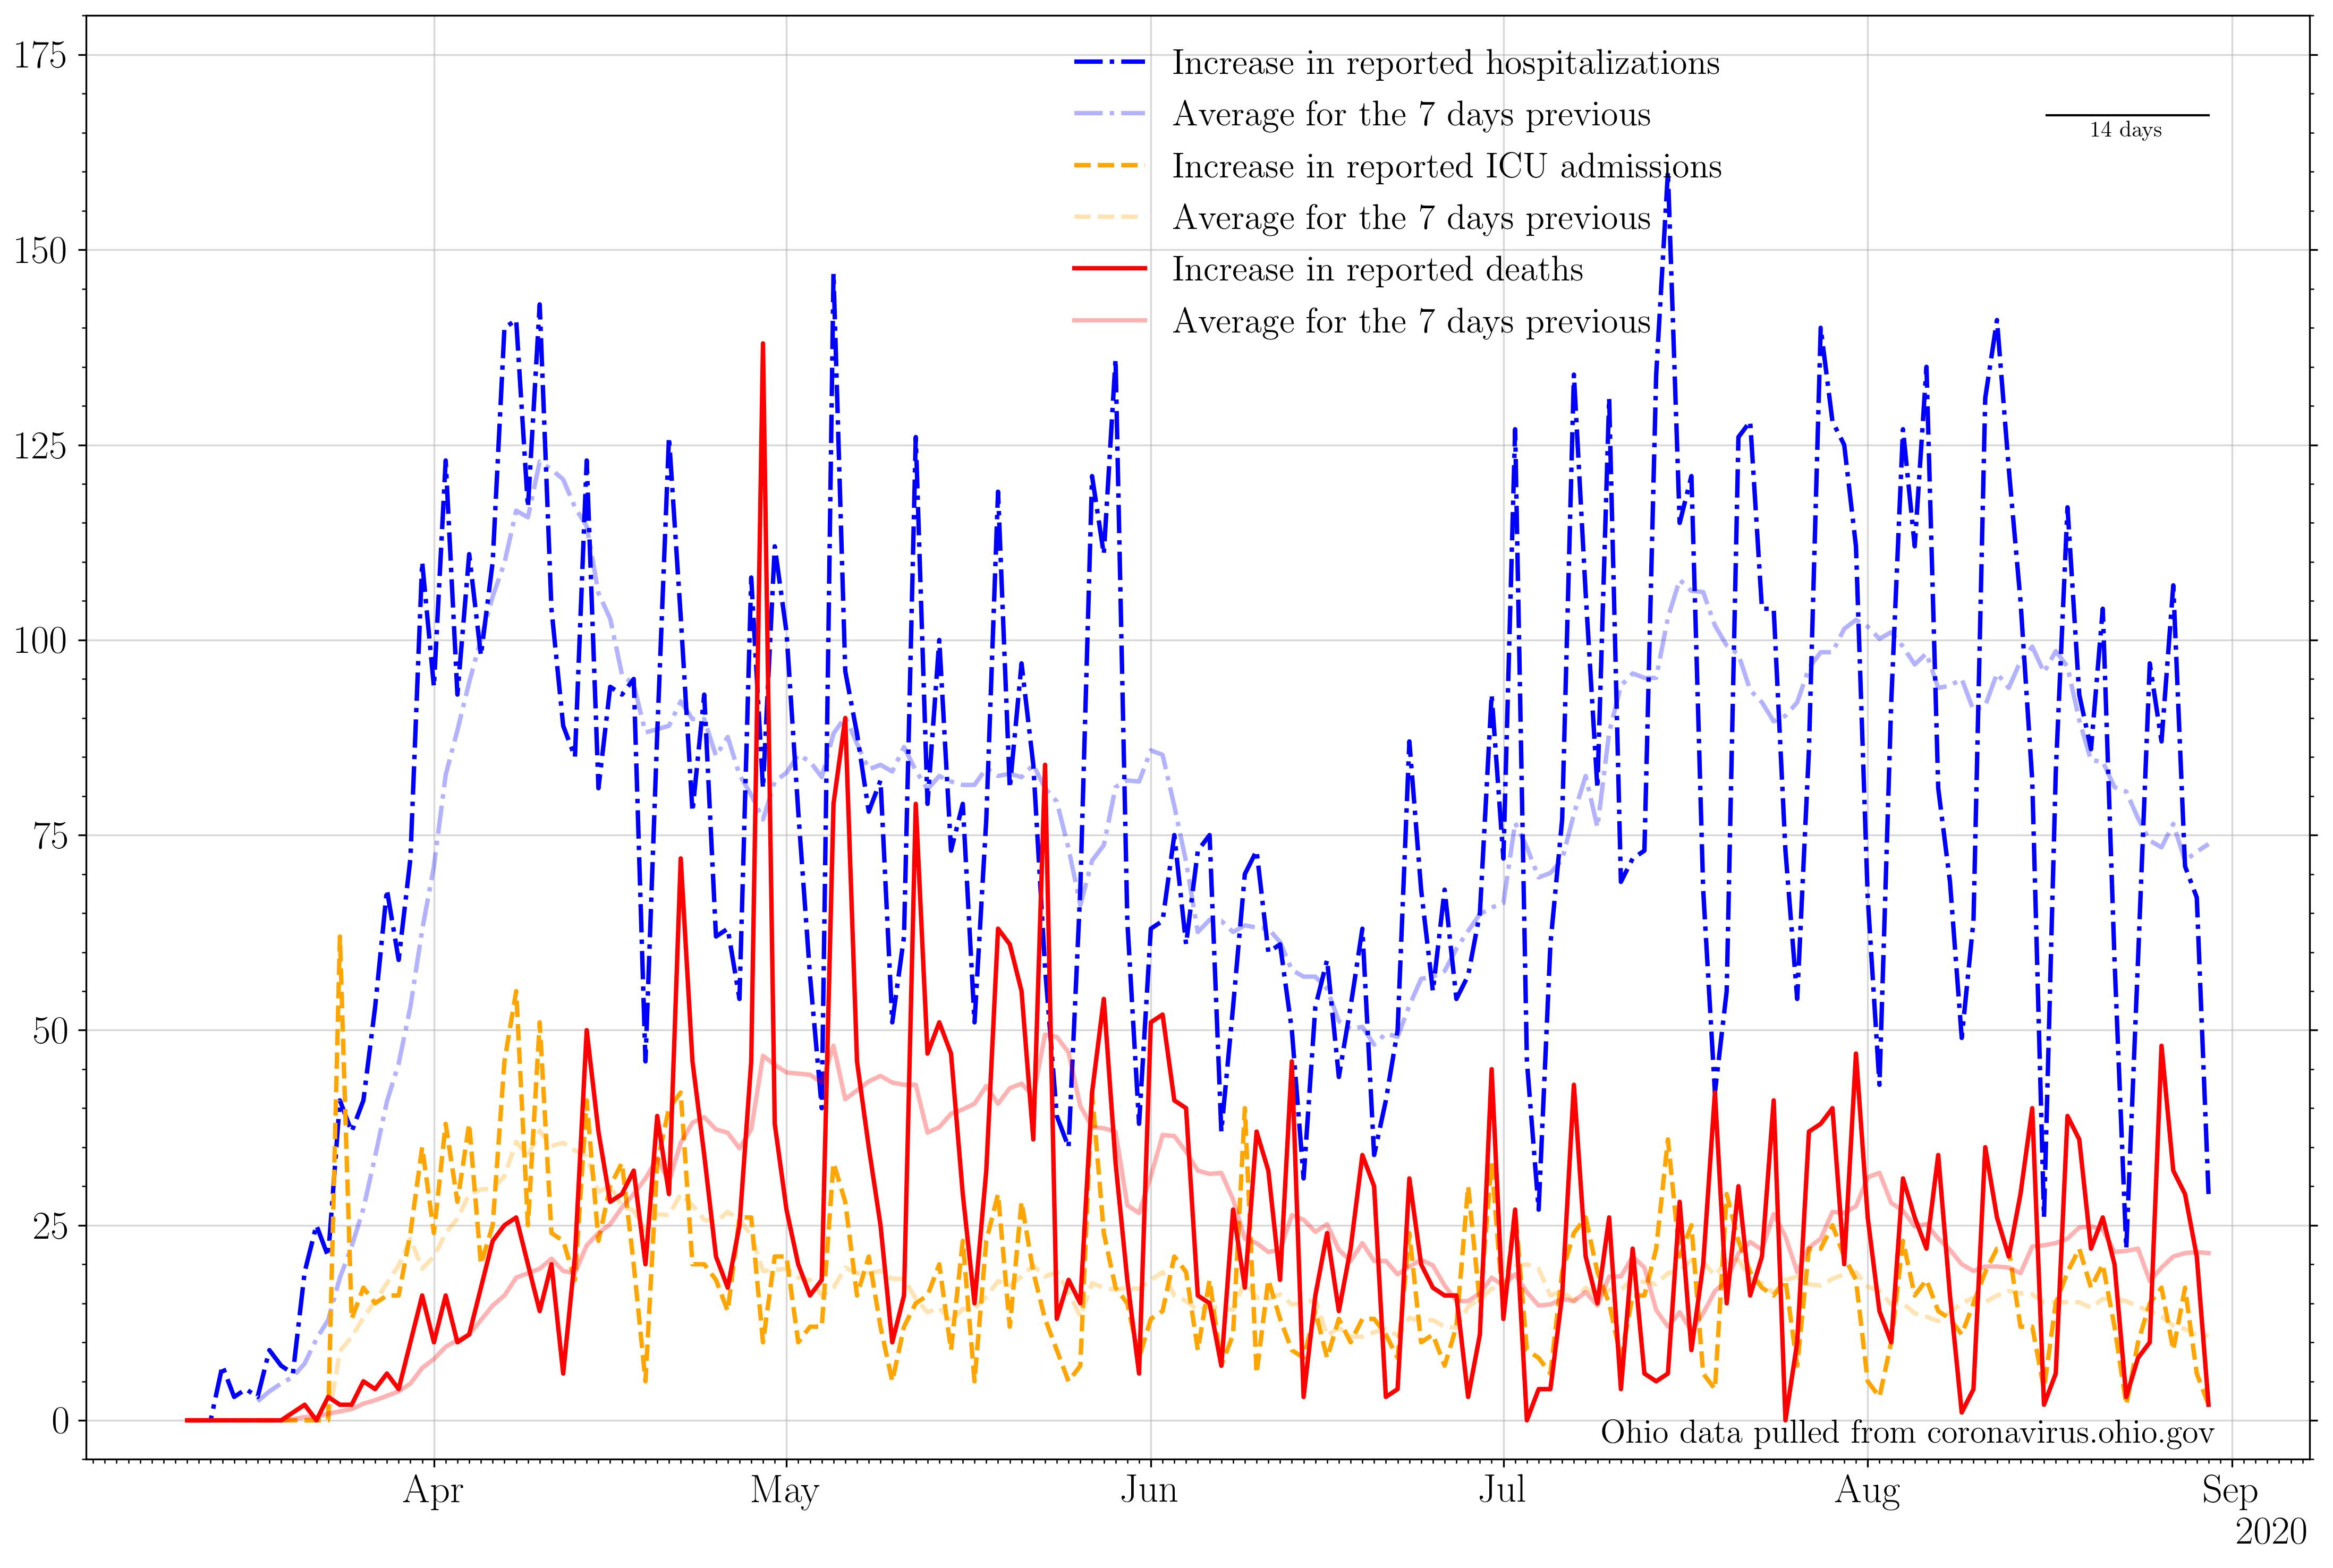 175
150
125
100
75
50
25
0
Increase in reported hospitalizations
Average for the 7 days previous
Increase in reported ICU admissions
Average for the 7 days previous
Increase in reported deaths
Average for the 7 days previous
14 days
Ohio data pulled from coronavirus.ohio.gov
Apr May Jun Jul Aug Sep
2020